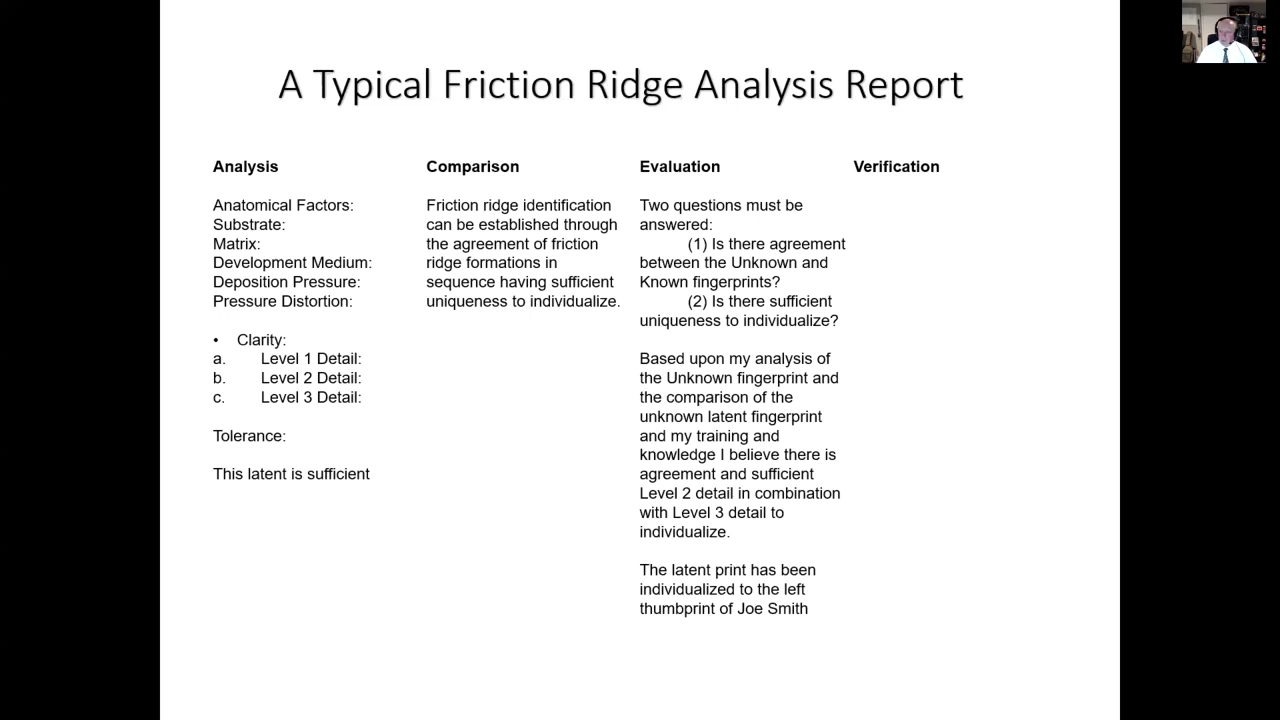 A Typical Friction Ridge Analysis Report
Analysis
Anatomical Factors:
Substrate:
Matrix:
Development Medium:
Deposition Pressure:
Pressure Distortion:
• Clarity:
a. Level 1 Detail:
b. Level 2 Detail:
c. Level 3 Detail:
Tolerance:
This latent is sufficient
Comparison
Friction ridge identification
can be established through
the agreement of friction
ridge formations in
sequence having sufficient
uniqueness to individualize.
Evaluation
Two questions must be
answered:
(1) Is there agreement
between the Unknown and
Known fingerprints?
(2) Is there sufficient
uniqueness to individualize?
Based upon my analysis of
the Unknown fingerprint and
the comparison of the
unknown latent fingerprint
and my training and
knowledge I believe there is
agreement and sufficient
Level 2 detail in combination
with Level 3 detail to
individualize.
The latent print has been
individualized to the left
thumbprint of Joe Smith
Verification